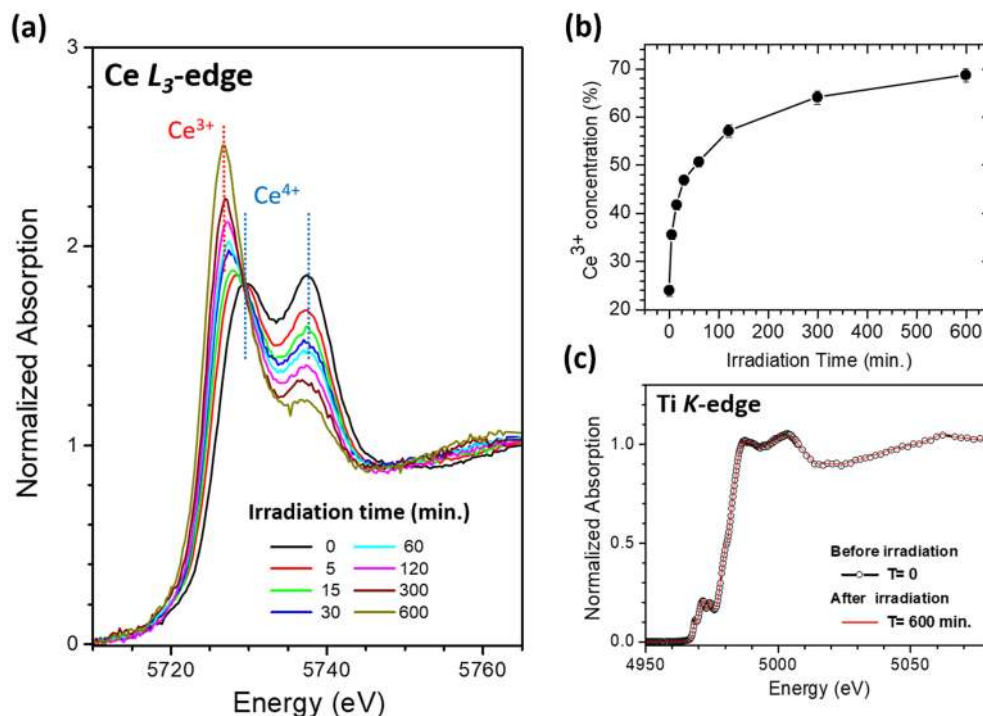 (a)
3
2
1
0
Normalized Absorption
Ce L3-edge
Ce3+
Ce4+
Irradiation time (min.)
0 60
5 120
15 300
30 600
5720 5740 5760
Energy (eV)
(b)
70
60
50
40
30
20
Ce3+ concentration (%)
0 100 200 300 400 500 600
Irradiation Time (min.)
(c)
Ti K-edge
1.0
0.5
0.0
Normalized Absorption
Before irradiation
T= 0
After irradiation
T= 600 min.
4950 5000 5050
Energy (eV)